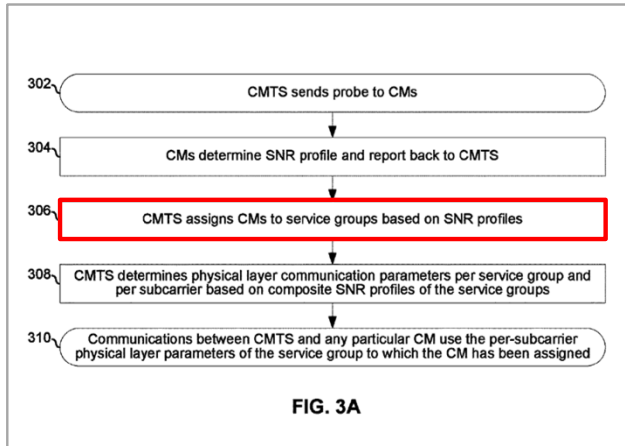 302
CMTS sends probe to CMs
304
CMs determine SNR profile and report back to CMTS
306
CMTS assigns CMs to service groups based on SNR profiles
308
CMTS determines physical layer communication parameters per service group and
per subcarrier based on composite SNR profiles of the service groups
310
Communications between CMTS and any particular CM use the per-subcarrier
physical layer parameters of the service group to which the CM has been assigned
FIG. 3A